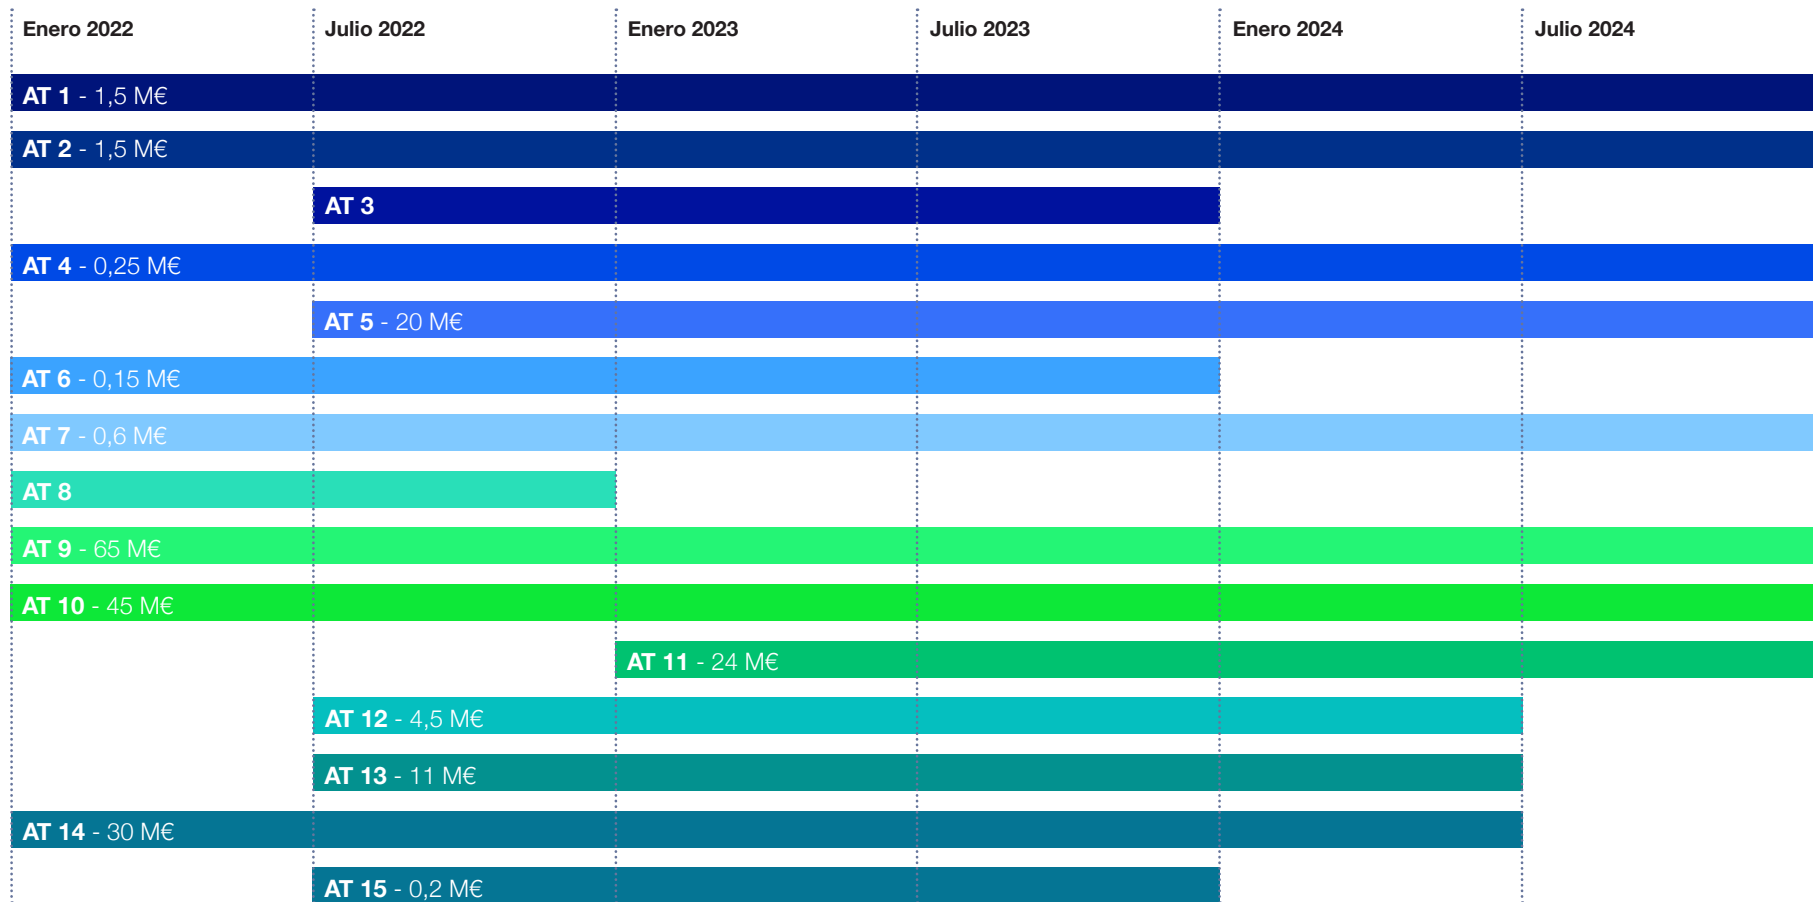 Enero 2022 Julio 2022 Enero 2023 Julio 2023 Enero 2024 Julio 2024
AT 1 - 1,5 M€
AT 2 - 1,5 M€
AT 3
AT 4 - 0,25 M€
AT 5 - 20 M€
AT 6 - 0,15 M€
AT 7 - 0,6 M€
AT 8
AT 9 - 65 M€
AT 10 - 45 M€
AT 11 - 24 M€
AT 12 - 4,5 M€
AT 13 - 11 M€
AT 14 - 30 M€
AT 15 - 0,2 M€